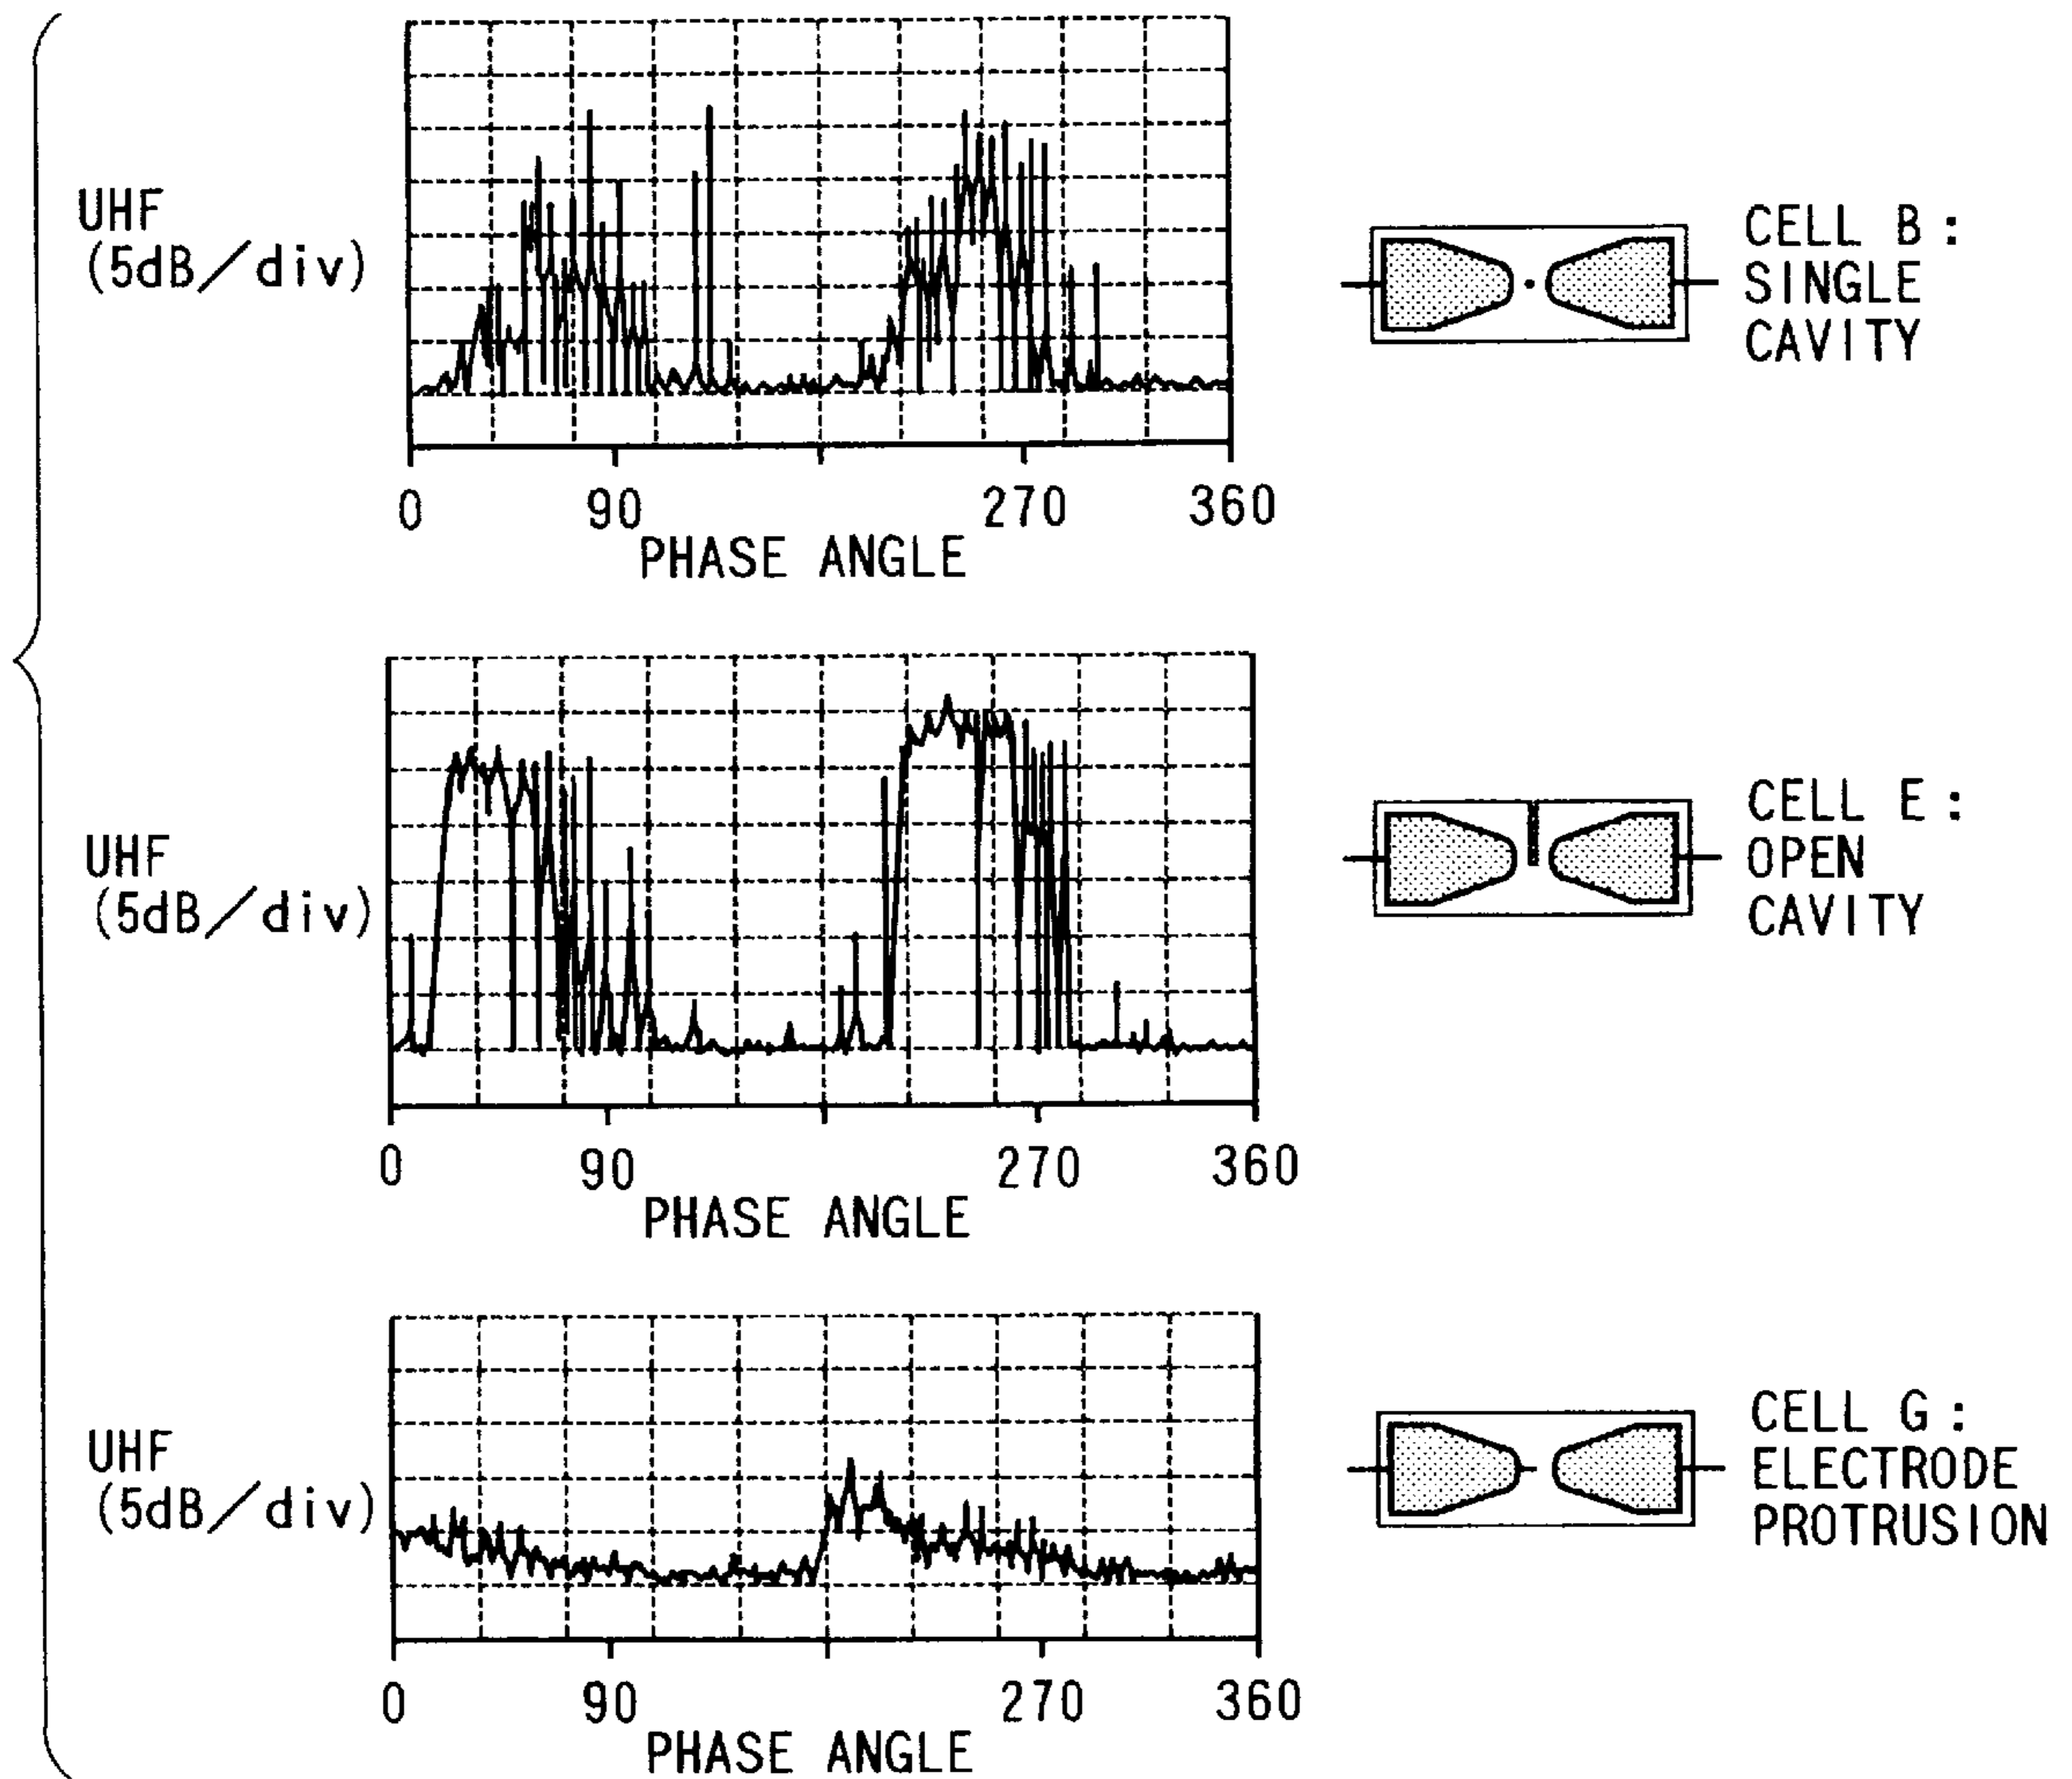 UHF
(5dB/div)
0 90 270 360
PHASE ANGLE
CELL B:
SINGLE
CAVITY
UHF
(5dB/div)
0 90 270 360
PHASE ANGLE
CELL E:
OPEN
CAVITY
UHF
(5dB/div)
0 90 270 360
PHASE ANGLE
CELL G:
ELECTRODE
PROTRUSION